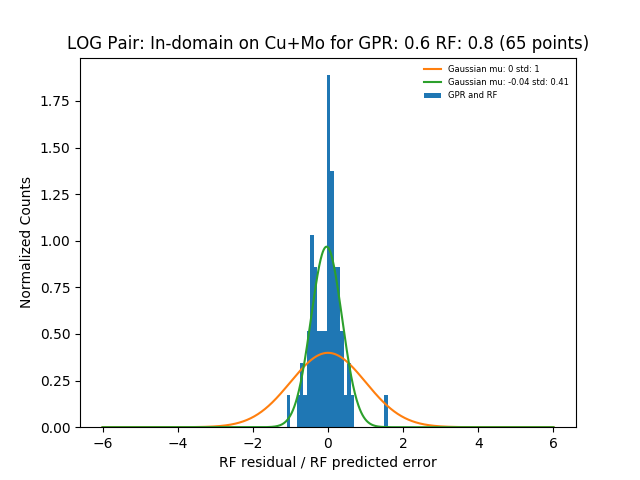 LOG Pair: In-domain on Cu+Mo for GPR: 0.6 RF: 0.8 (65 points)
Gaussian mu: 0 std: 1
Gaussian mu: -0.04 std: 0.41
GPR and RF
Normalized Counts
1.75
1.50
1.25
1.00
0.75
0.50
0.25
0.00
−6 −4 −2 0 2 4 6
RF residual / RF predicted error